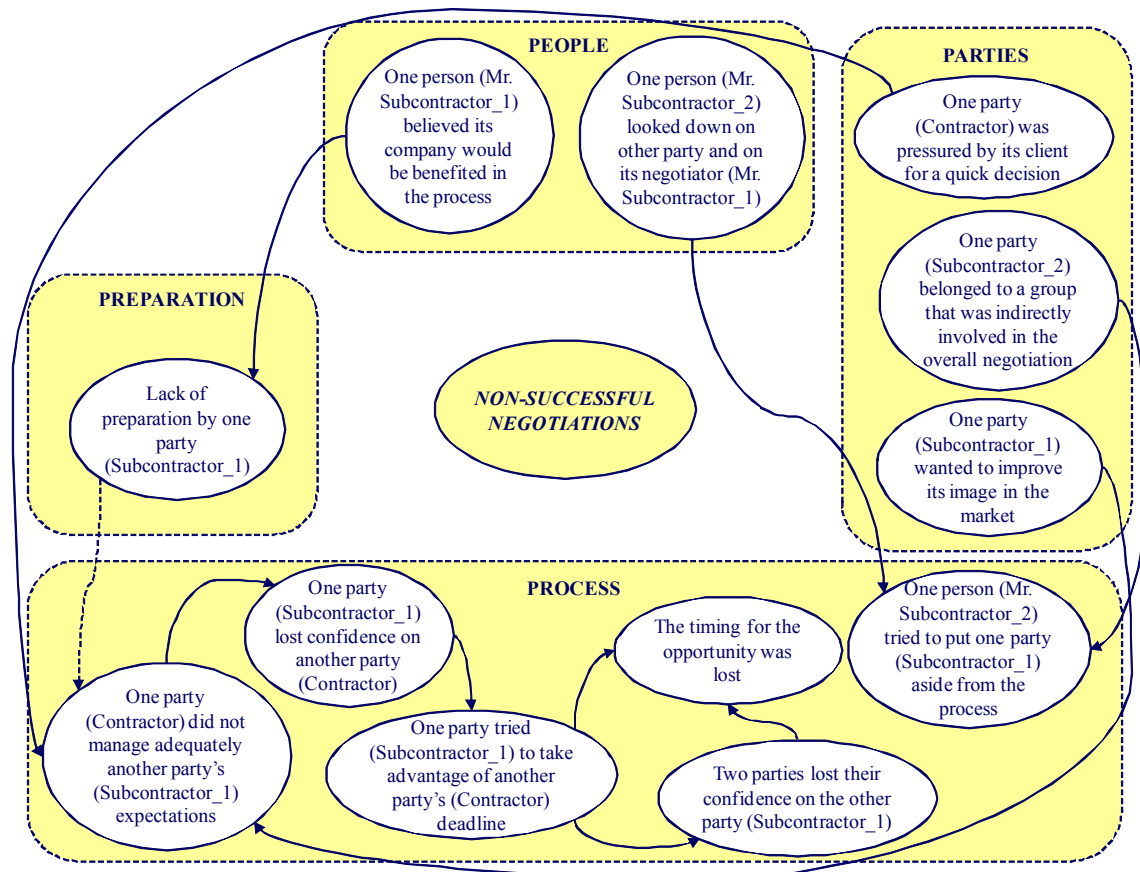 PEOPLE
One person (Mr.
Subcontractor_1)
believed its
company would
be benefited in
the process
One person (Mr.
Subcontractor_2)
looked down on
other party and on
its negotiator (Mr.
Subcontractor_1)
PARTIES
One party
(Contractor) was
pressured by its client
for a quick decision
One party
(Subcontractor_2)
belonged to a group
that was indirectly
involved in the
overall negotiation
One party
(Subcontractor_1)
wanted to improve
its image in the
market
PREPARATION
Lack of
preparation by one
party
(Subcontractor_1)
NON-SUCCESSFUL
NEGOTIATIONS
PROCESS
One party
(Subcontractor_1)
lost confidence on
another party
(Contractor)
The timing for the
opportunity was
lost
One person (Mr.
Subcontractor_2)
tried to put one party
(Subcontractor_1)
aside from the
process
One party
(Contractor) did not
manage adequately
another party's
(Subcontractor_1)
expectations
One party tried
(Subcontractor_1) to take
advantage of another
party's (Contractor)
deadline
Two parties lost their
confidence on the other
party (Subcontractor_1)